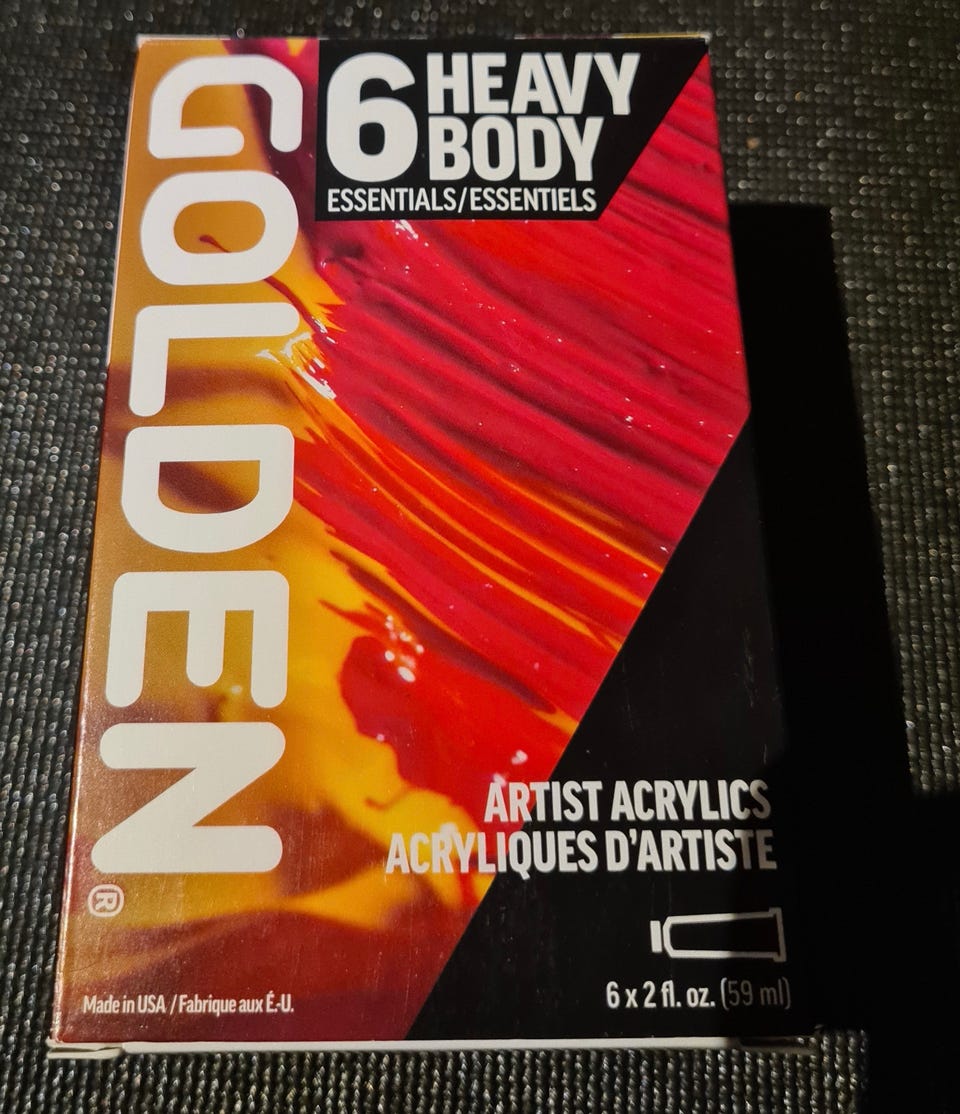 GOLDEN®
6 HEAVY
BODY
ESSENTIALS/ESSENTIELS
ARTIST ACRYLICS
ACRYLIQUES D'ARTISTE
6 x 2 fl. oz. (59 ml)
Made in USA / Fabrique aux É.-U.